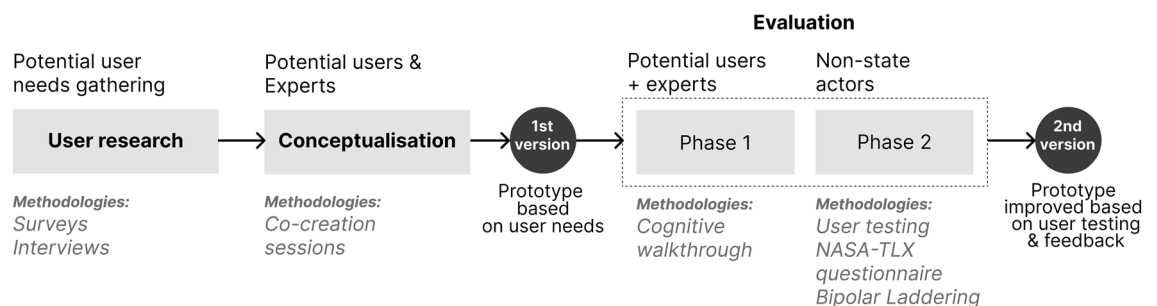 Evaluation
Potential user
needs gathering
Potential users &
Experts
Potential users
+ experts
Non-state
actors
User research
Conceptualisation
1st
version
Phase 1
Phase 2
2nd
version
Prototype
based
on user needs
Prototype
improved based
on user testing
& feedback
Methodologies:
Surveys
Interviews
Methodologies:
Co-creation
sessions
Methodologies:
Cognitive
walkthrough
Methodologies:
User testing
NASA-TLX
questionnaire
Bipolar Laddering